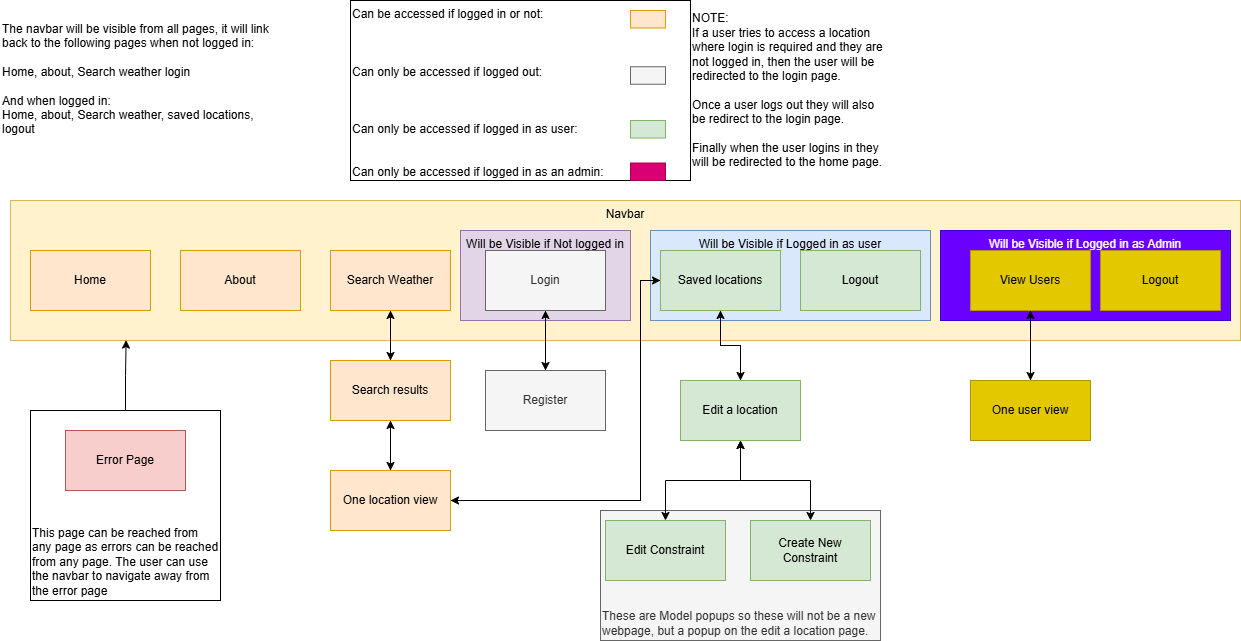 The navbar will be visible from all pages, it will link
back to the following pages when not logged in:
Home, about, Search weather login
And when logged in:
Home, about, Search weather, saved locations,
logout
Can be accessed if logged in or not:
Can only be accessed if logged out:
Can only be accessed if logged in as user:
Can only be accessed if logged in as an admin:
NOTE:
If a user tries to access a location
where login is required and they are
not logged in, then the user will be
redirected to the login page.
Once a user logs out they will also
be redirect to the login page.
Finally when the user logins in they
will be redirected to the home page.
Navbar
Will be Visible if Not logged in
Will be Visible if Logged in as user
Will be Visible if Logged in as Admin
Home
About
Search Weather
Login
Saved locations
Logout
View Users
Logout
Search results
Register
Edit a location
One user view
Error Page
One location view
This page can be reached from
any page as errors can be reached
from any page. The user can use
the navbar to navigate away from
the error page
Edit Constraint
Create New
Constraint
These are Model popups so these will not be a new
webpage, but a popup on the edit a location page.